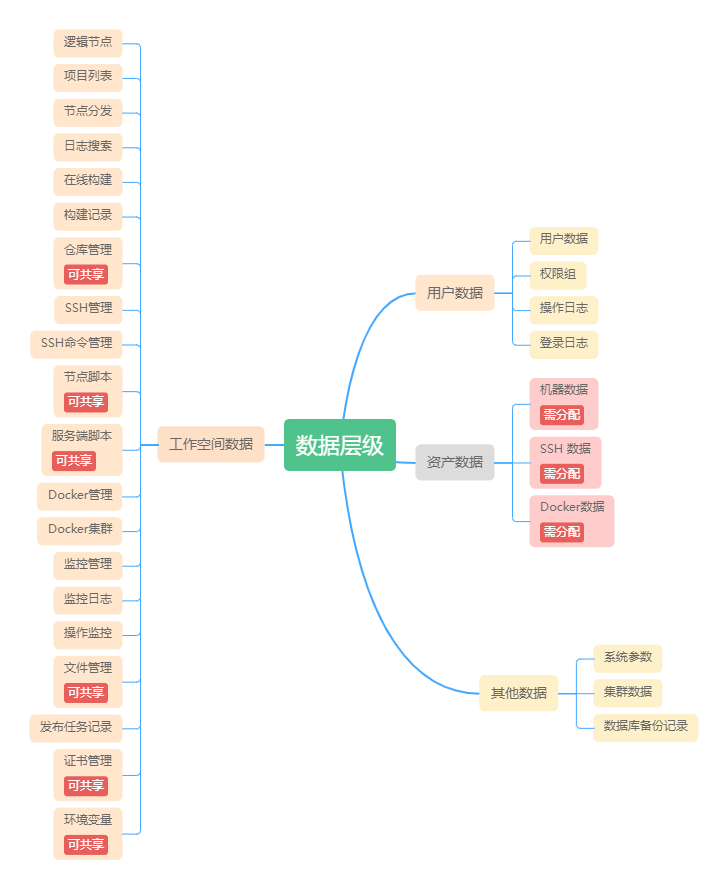 数据层级
工作空间数据
逻辑节点
项目列表
节点分发
日志搜索
在线构建
构建记录
仓库管理
可共享
SSH管理
SSH命令管理
节点脚本
可共享
服务端脚本
可共享
Docker管理
Docker集群
监控管理
监控日志
操作监控
文件管理
可共享
发布任务记录
证书管理
可共享
环境变量
可共享
用户数据
用户数据
权限组
操作日志
登录日志
资产数据
机器数据
需分配
SSH 数据
需分配
Docker数据
需分配
其他数据
系统参数
集群数据
数据库备份记录